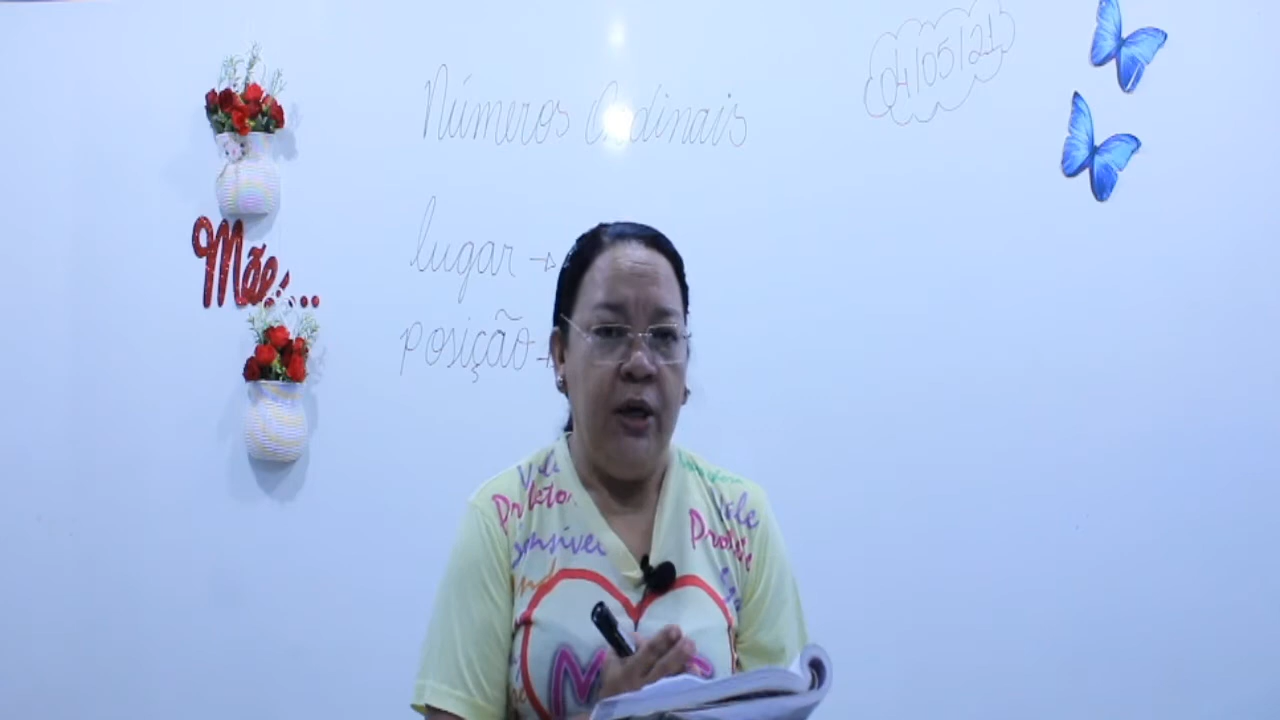 Números Ordinais
04/05/21
lugar →
posição →
Mãe...